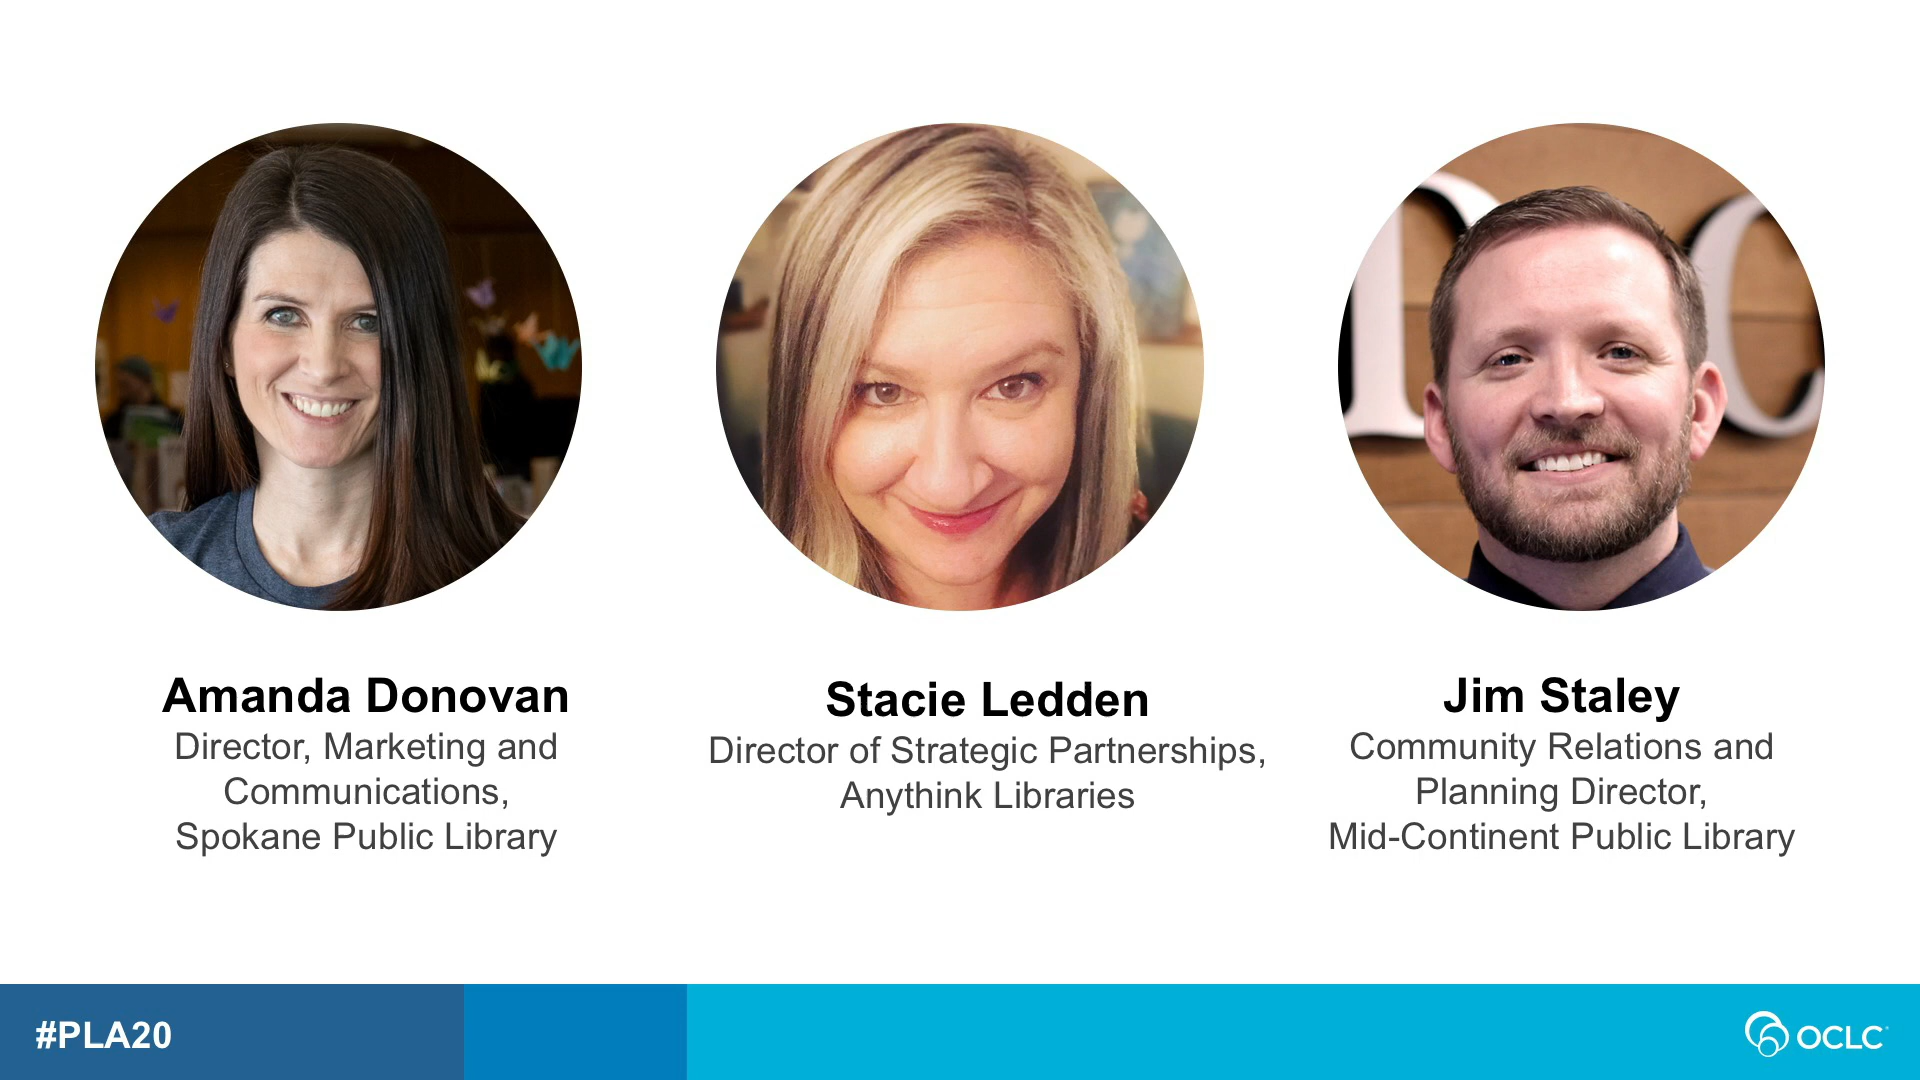 Amanda Donovan
Director, Marketing and
Communications,
Spokane Public Library
Stacie Ledden
Director of Strategic Partnerships,
Anythink Libraries
Jim Staley
Community Relations and
Planning Director,
Mid-Continent Public Library
#PLA20
OCLC